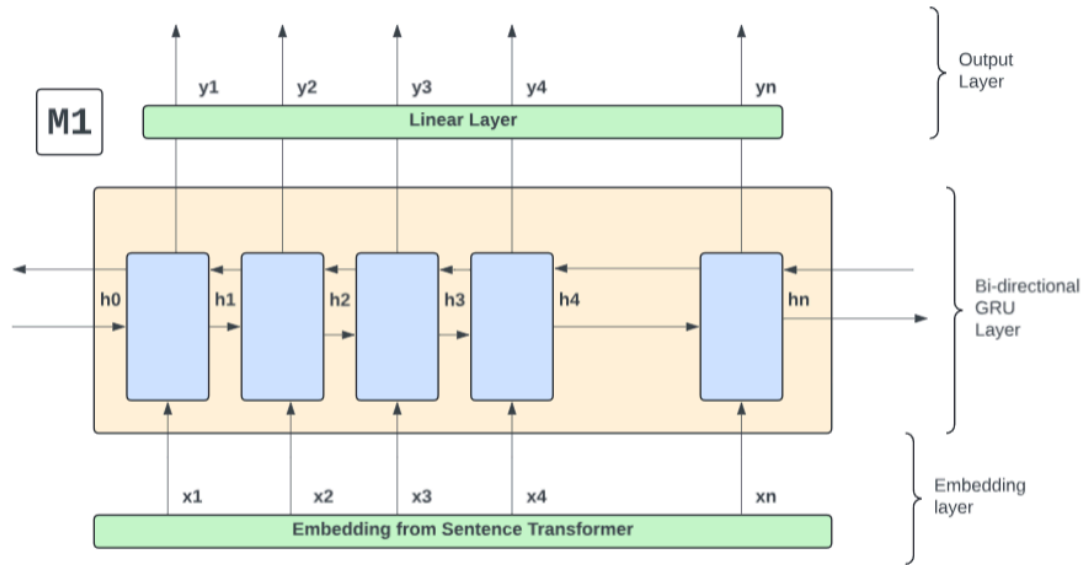 Output
Layer
y1
y2
y3
y4
yn
M1
Linear Layer
h0
h1
h2
h3
h4
hn
Bi-directional
GRU
Layer
x1
x2
x3
x4
xn
Embedding
layer
Embedding from Sentence Transformer